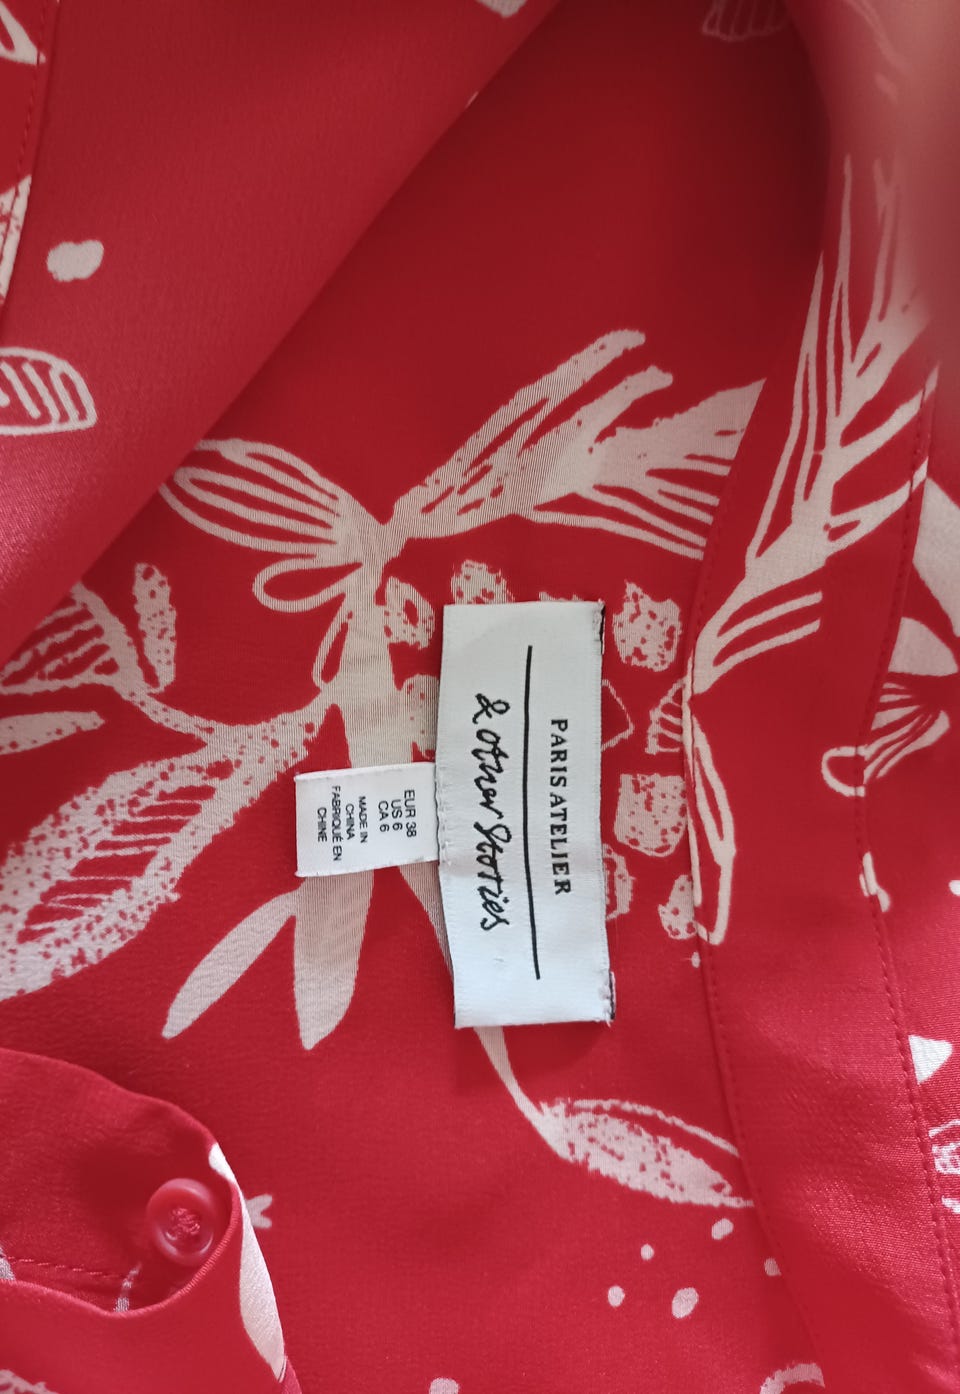 PARIS ATELIER
& other Stories
EUR 38
US 6
CA 6
MADE IN
CHINA
FABRIQUÉ EN
CHINE